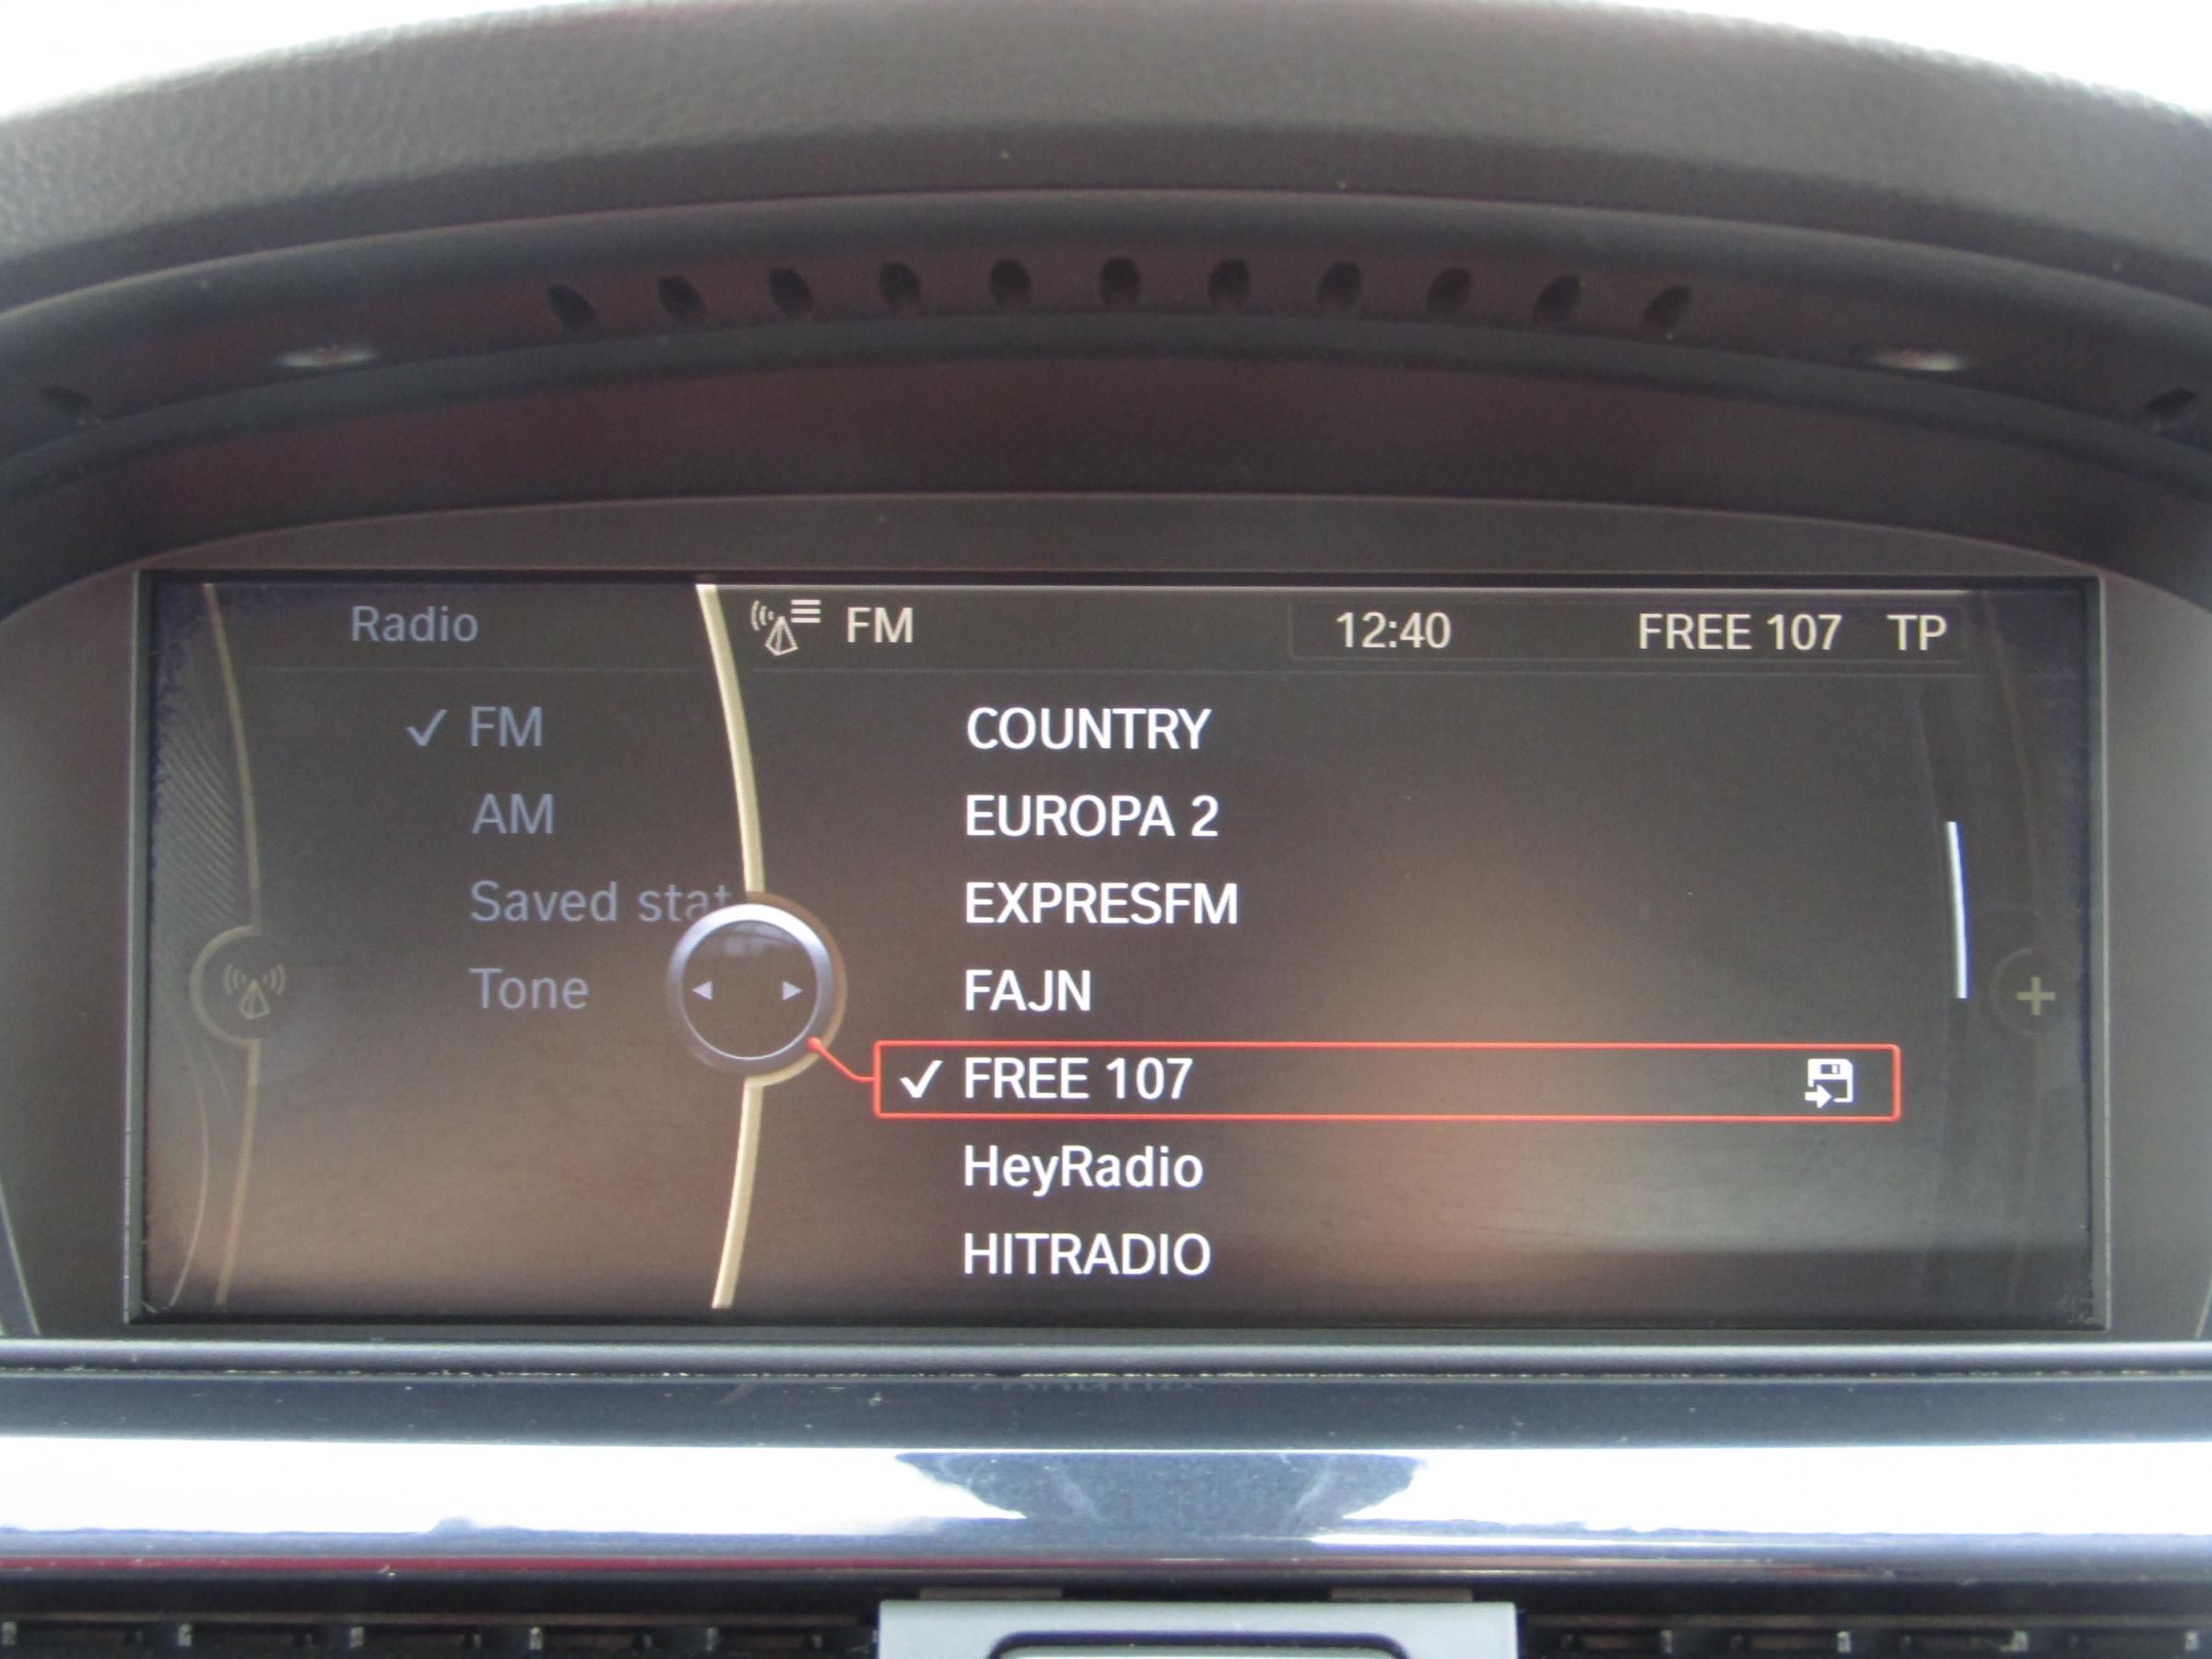 Radio
FM
12:40
FREE 107
TP
FM
AM
Saved stat
Tone
COUNTRY
EUROPA 2
EXPRESFM
FAJN
FREE 107
HeyRadio
HITRADIO